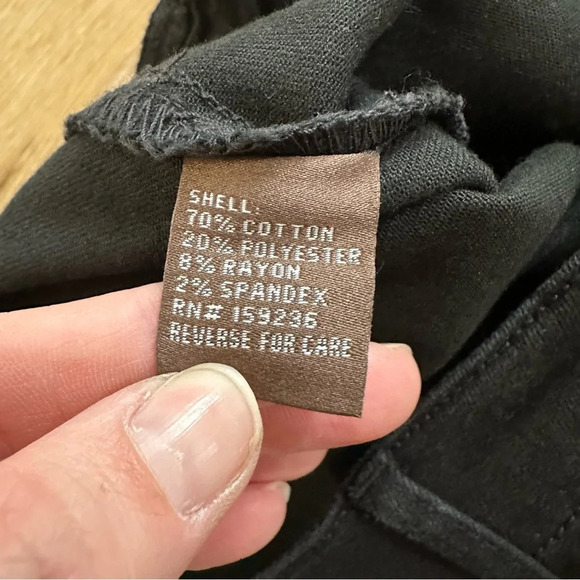 SHELL:
70% COTTON
20% POLYESTER
8% RAYON
2% SPANDEX
RN# 159236
REVERSE FOR CARE